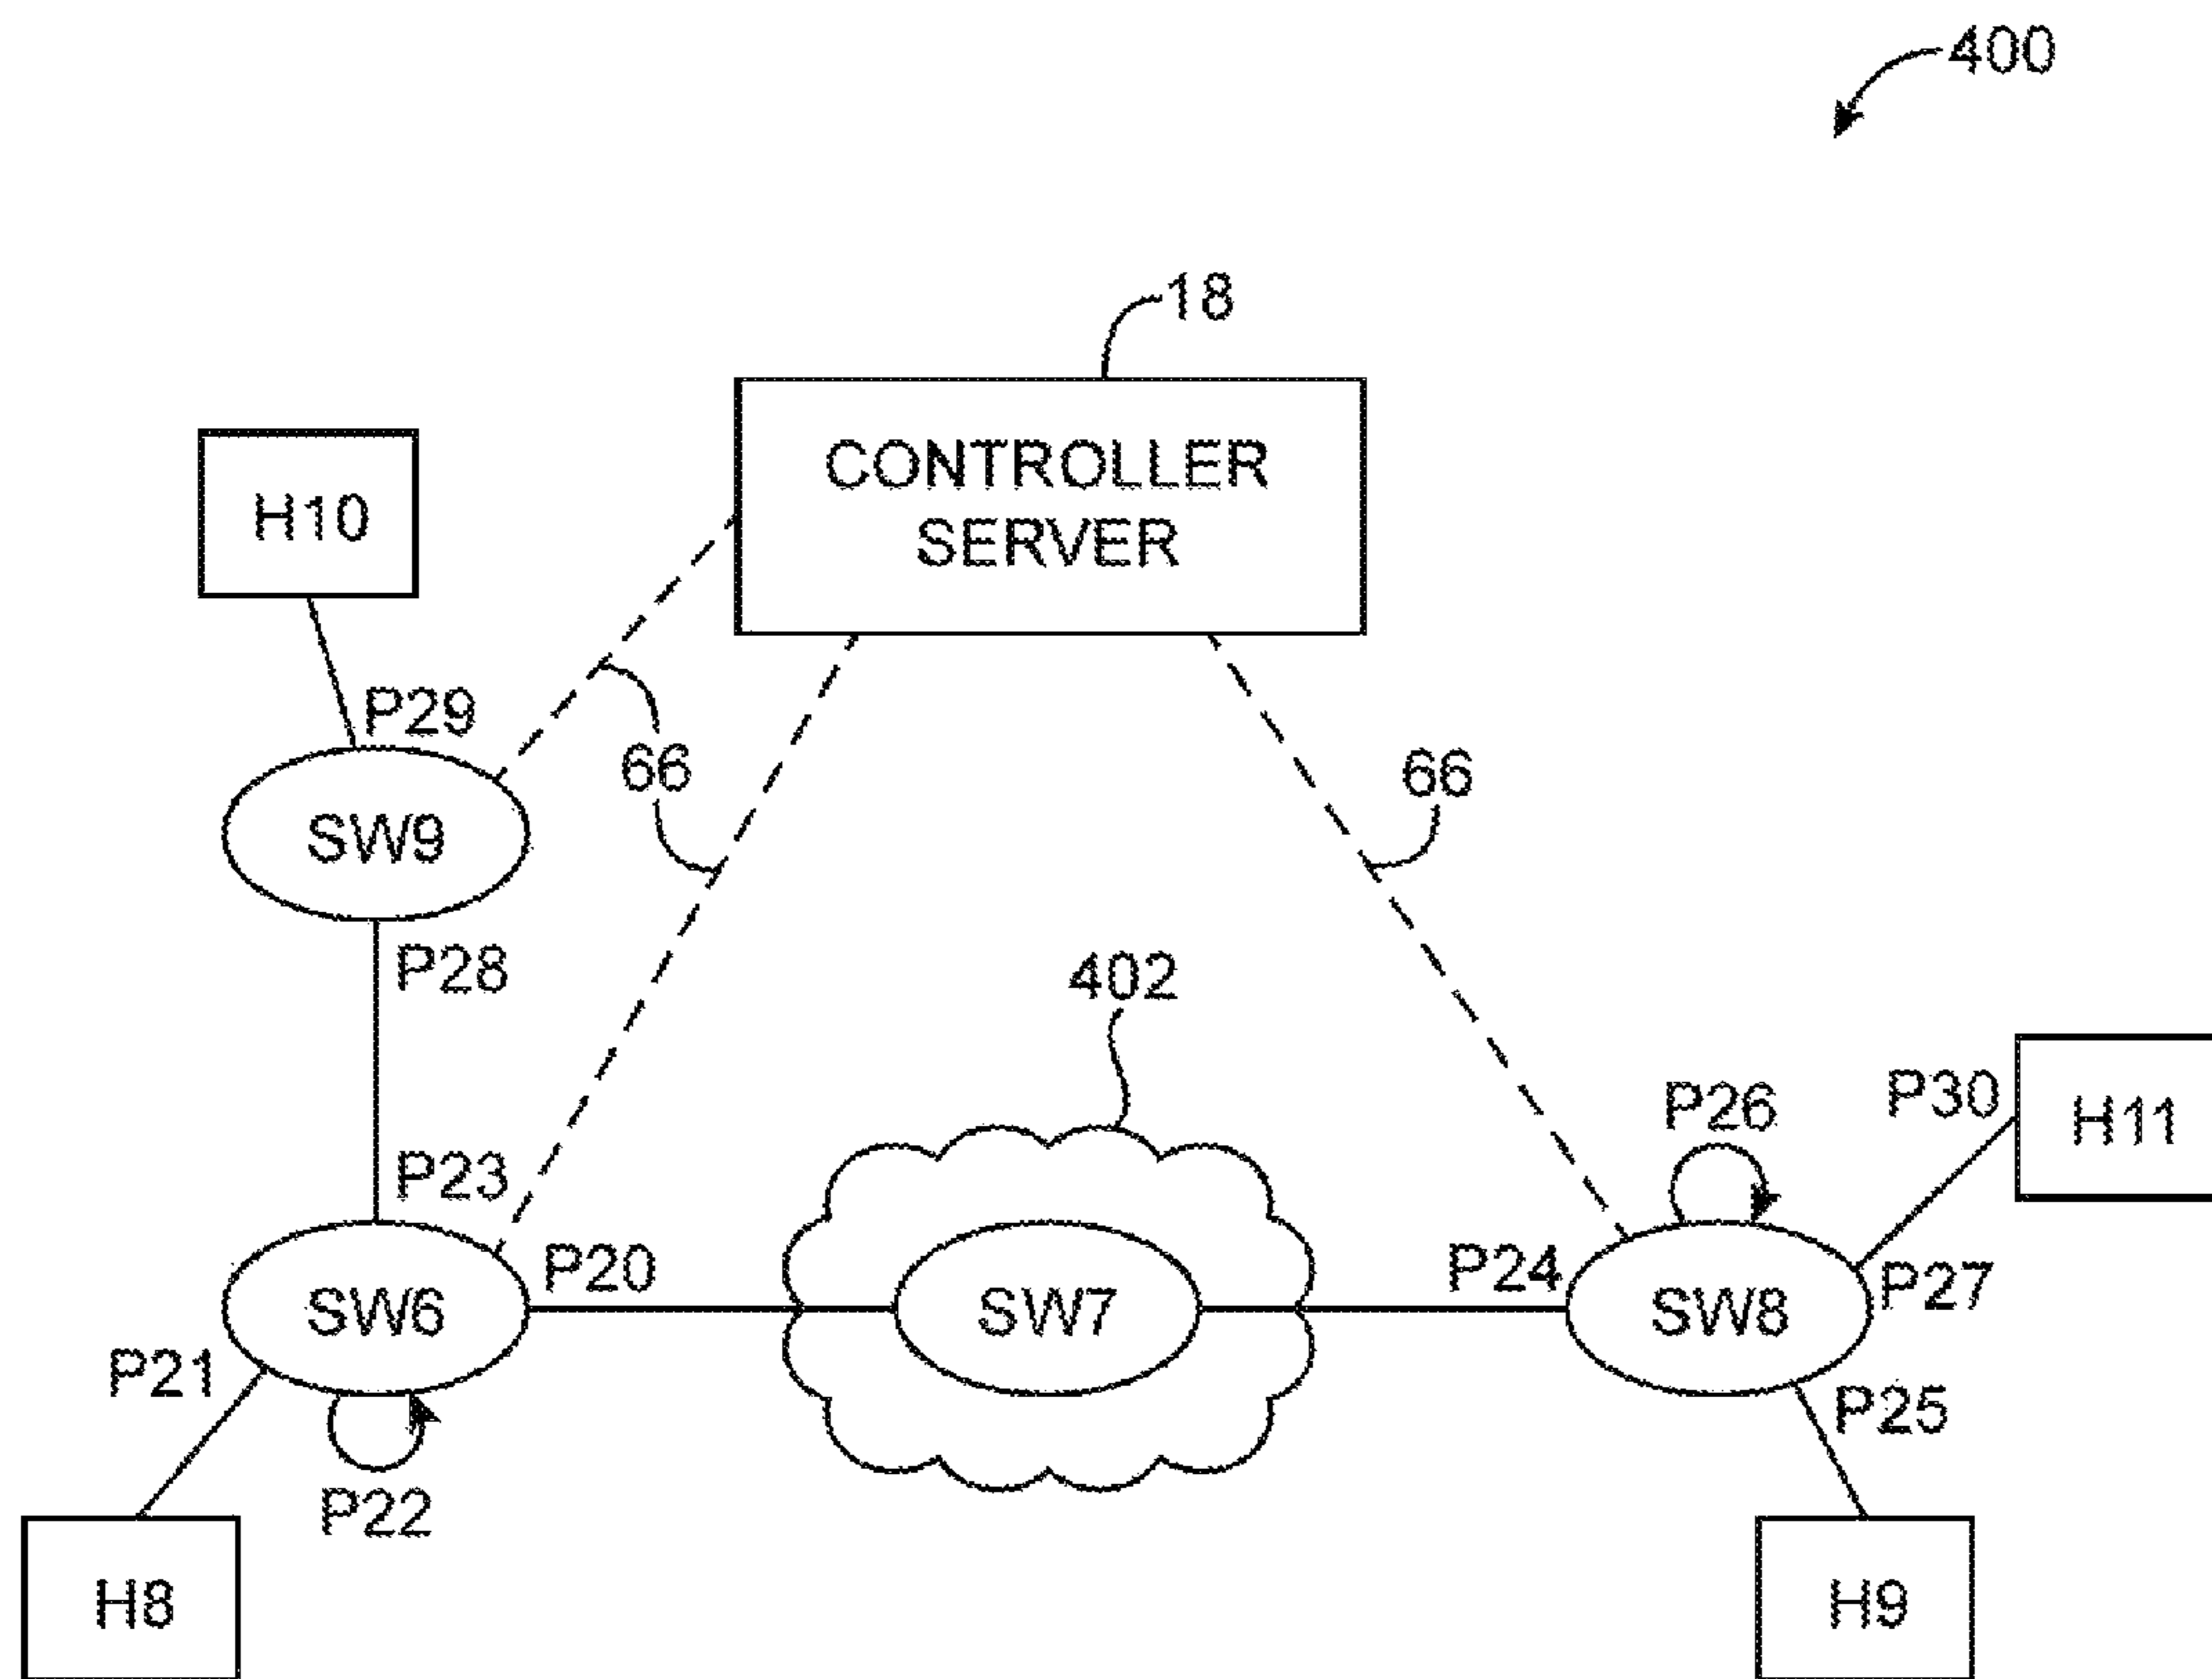 400
18
CONTROLLER
SERVER
H10
P29
66
66
SW9
P28
402
P26
P30
H11
P23
P20
P24
SW6
SW7
SW8
P27
P21
P25
P22
H8
H9